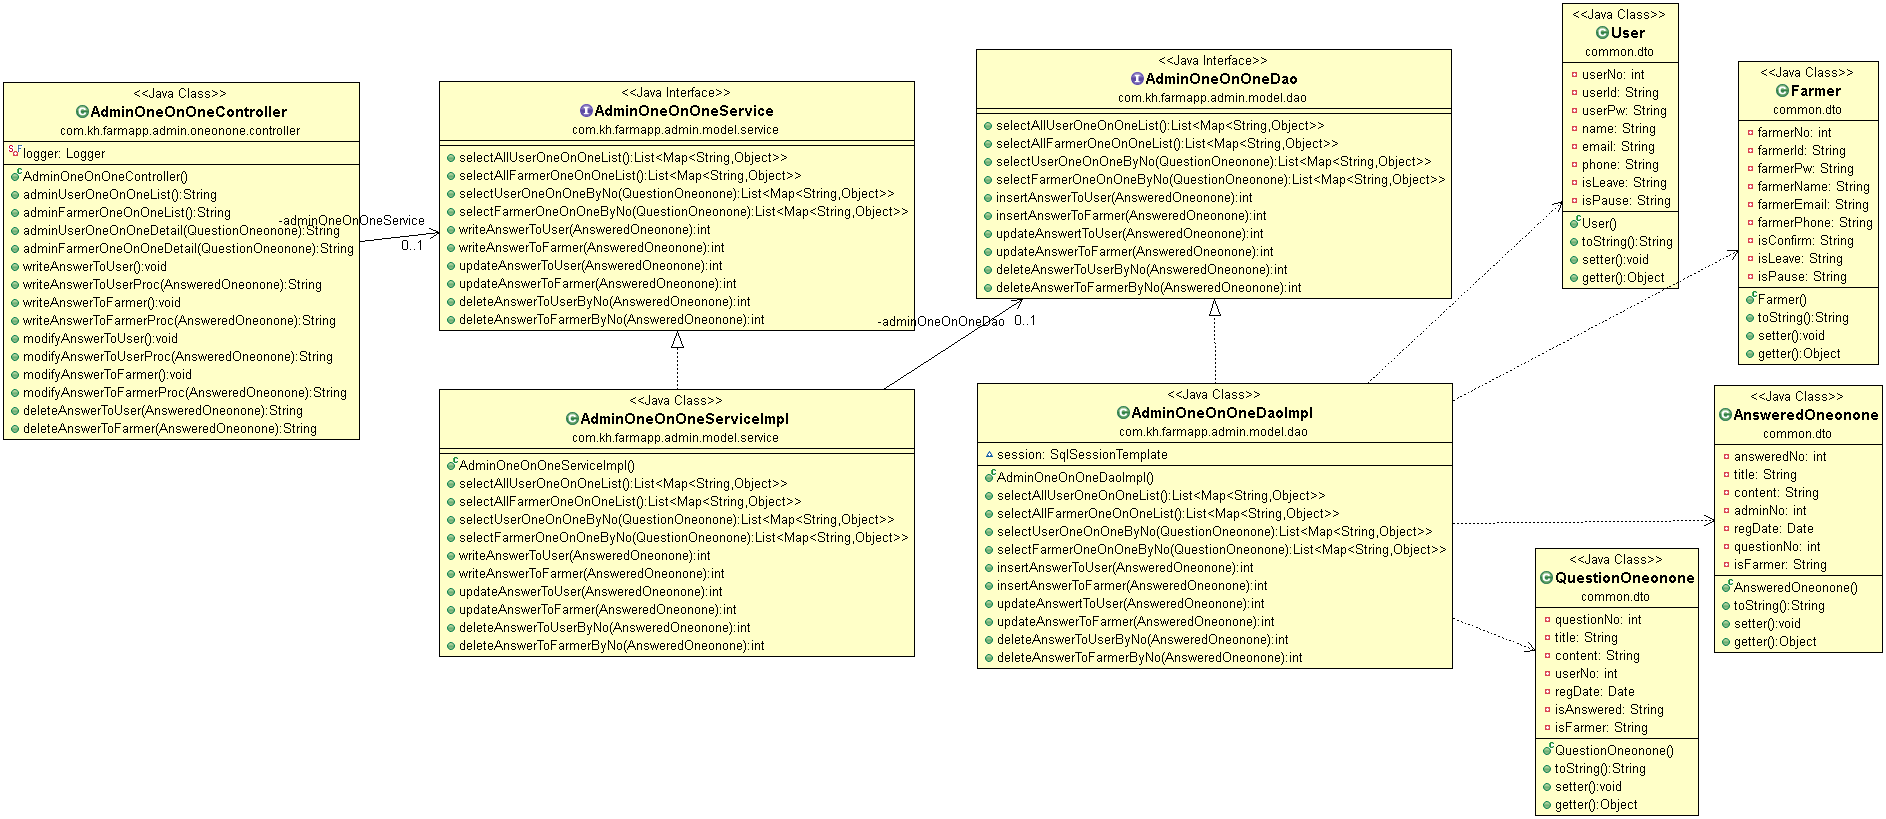 <<Java Class>>
AdminOneOnOneController
com.kh.farmapp.admin.oneonone.controller
logger: Logger
AdminOneOnOneController()
adminUserOneOnOneList():String
adminFarmerOneOnOneList():String
adminUserOneOnOneDetail(QuestionOneonone):String
adminFarmerOneOnOneDetail(QuestionOneonone):String
writeAnswerToUser():void
writeAnswerToUserProc(AnsweredOneonone):String
writeAnswerToFarmer():void
writeAnswerToFarmerProc(AnsweredOneonone):String
modifyAnswerToUser():void
modifyAnswerToUserProc(AnsweredOneonone):String
modifyAnswerToFarmer():void
modifyAnswerToFarmerProc(AnsweredOneonone):String
deleteAnswerToUser(AnsweredOneonone):String
deleteAnswerToFarmer(AnsweredOneonone):String
-adminOneOnOneService
0..1
<<Java Interface>>
AdminOneOnOneService
com.kh.farmapp.admin.model.service
selectAllUserOneOnOneList():List<Map<String,Object>>
selectAllFarmerOneOnOneList():List<Map<String,Object>>
selectUserOneOnOneByNo(QuestionOneonone):List<Map<String,Object>>
selectFarmerOneOnOneByNo(QuestionOneonone):List<Map<String,Object>>
writeAnswerToUser(AnsweredOneonone):int
writeAnswerToFarmer(AnsweredOneonone):int
updateAnswerToUser(AnsweredOneonone):int
updateAnswerToFarmer(AnsweredOneonone):int
deleteAnswerToUserByNo(AnsweredOneonone):int
deleteAnswerToFarmerByNo(AnsweredOneonone):int
<<Java Class>>
AdminOneOnOneServiceImpl
com.kh.farmapp.admin.model.service
AdminOneOnOneServiceImpl()
selectAllUserOneOnOneList():List<Map<String,Object>>
selectAllFarmerOneOnOneList():List<Map<String,Object>>
selectUserOneOnOneByNo(QuestionOneonone):List<Map<String,Object>>
selectFarmerOneOnOneByNo(QuestionOneonone):List<Map<String,Object>>
writeAnswerToUser(AnsweredOneonone):int
writeAnswerToFarmer(AnsweredOneonone):int
updateAnswerToUser(AnsweredOneonone):int
updateAnswerToFarmer(AnsweredOneonone):int
deleteAnswerToUserByNo(AnsweredOneonone):int
deleteAnswerToFarmerByNo(AnsweredOneonone):int
-adminOneOnOneDao
0..1
<<Java Interface>>
AdminOneOnOneDao
com.kh.farmapp.admin.model.dao
selectAllUserOneOnOneList():List<Map<String,Object>>
selectAllFarmerOneOnOneList():List<Map<String,Object>>
selectUserOneOnOneByNo(QuestionOneonone):List<Map<String,Object>>
selectFarmerOneOnOneByNo(QuestionOneonone):List<Map<String,Object>>
insertAnswerToUser(AnsweredOneonone):int
insertAnswerToFarmer(AnsweredOneonone):int
updateAnswertToUser(AnsweredOneonone):int
updateAnswerToFarmer(AnsweredOneonone):int
deleteAnswerToUserByNo(AnsweredOneonone):int
deleteAnswerToFarmerByNo(AnsweredOneonone):int
<<Java Class>>
AdminOneOnOneDaoImpl
com.kh.farmapp.admin.model.dao
session: SqlSessionTemplate
AdminOneOnOneDaoImpl()
selectAllUserOneOnOneList():List<Map<String,Object>>
selectAllFarmerOneOnOneList():List<Map<String,Object>>
selectUserOneOnOneByNo(QuestionOneonone):List<Map<String,Object>>
selectFarmerOneOnOneByNo(QuestionOneonone):List<Map<String,Object>>
insertAnswerToUser(AnsweredOneonone):int
insertAnswerToFarmer(AnsweredOneonone):int
updateAnswertToUser(AnsweredOneonone):int
updateAnswerToFarmer(AnsweredOneonone):int
deleteAnswerToUserByNo(AnsweredOneonone):int
deleteAnswerToFarmerByNo(AnsweredOneonone):int
<<Java Class>>
User
common.dto
userNo: int
userId: String
userPw: String
name: String
email: String
phone: String
isLeave: String
isPause: String
User()
toString():String
setter():void
getter():Object
<<Java Class>>
Farmer
common.dto
farmerNo: int
farmerId: String
farmerPw: String
farmerName: String
farmerEmail: String
farmerPhone: String
isConfirm: String
isLeave: String
isPause: String
Farmer()
toString():String
setter():void
getter():Object
<<Java Class>>
AnsweredOneonone
common.dto
answeredNo: int
title: String
content: String
adminNo: int
regDate: Date
questionNo: int
isFarmer: String
AnsweredOneonone()
toString():String
setter():void
getter():Object
<<Java Class>>
QuestionOneonone
common.dto
questionNo: int
title: String
content: String
userNo: int
regDate: Date
isAnswered: String
isFarmer: String
QuestionOneonone()
toString():String
setter():void
getter():Object